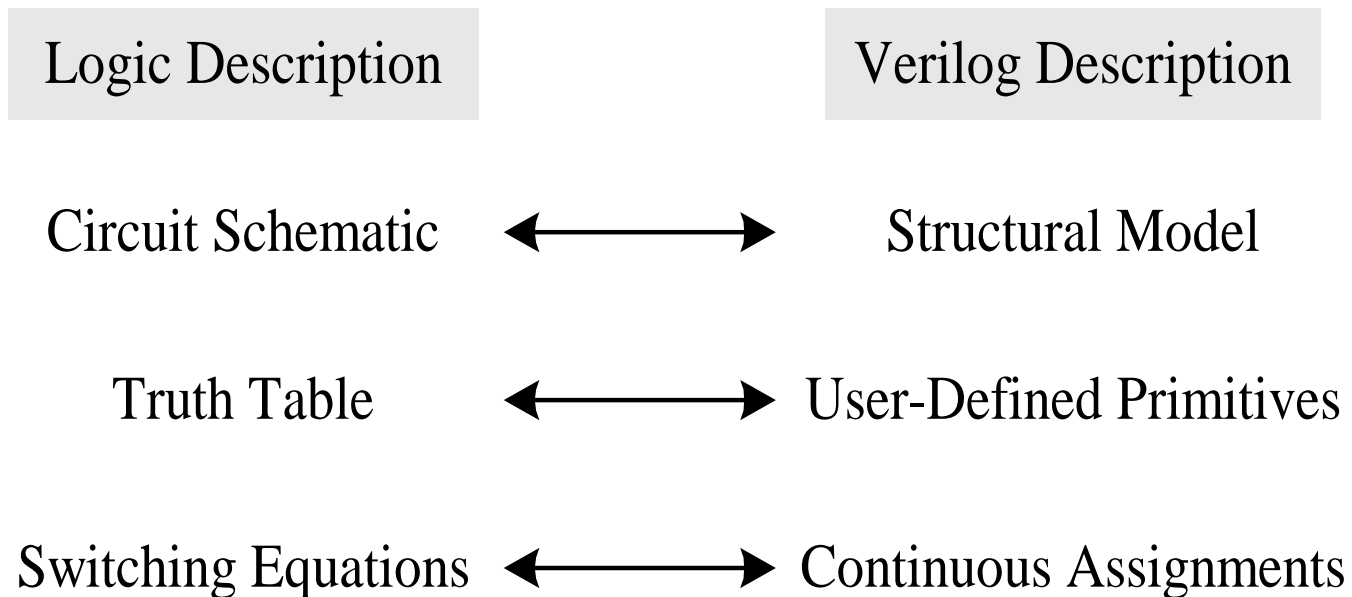 Logic Description
Verilog Description
Circuit Schematic
Structural Model
Truth Table
User-Defined Primitives
Switching Equations
Continuous Assignments